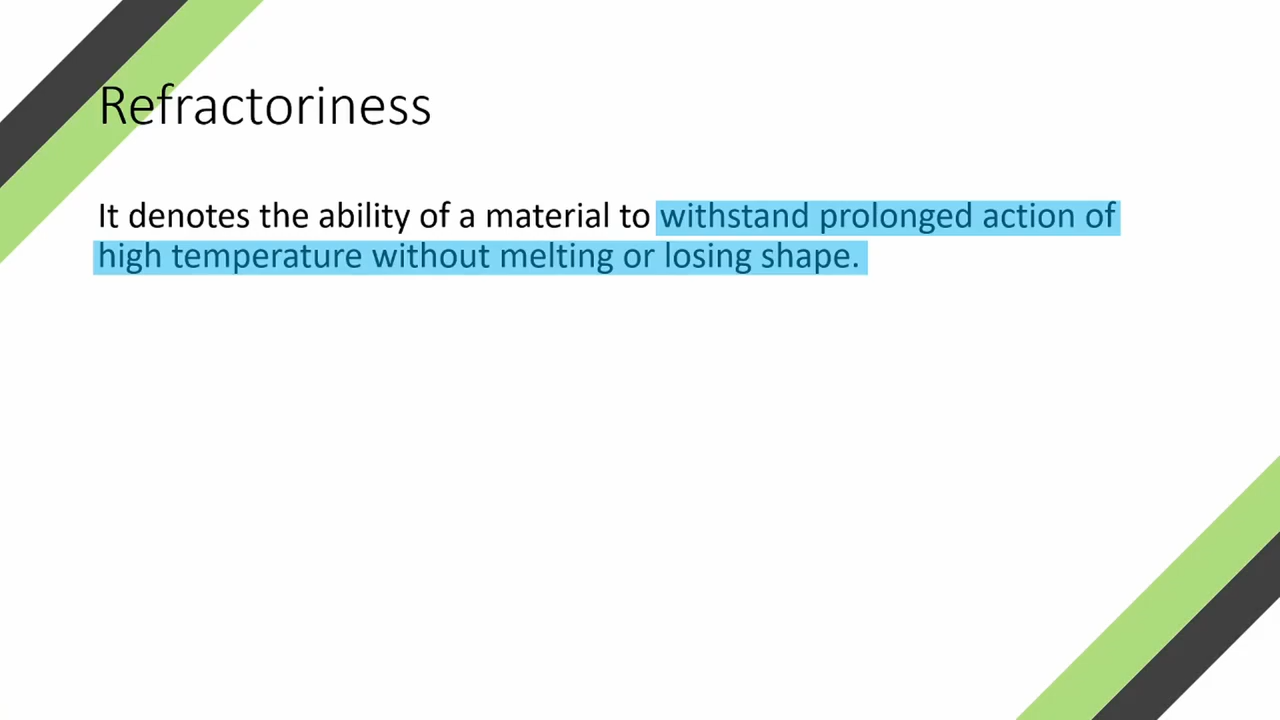 Refractoriness
It denotes the ability of a material to withstand prolonged action of
high temperature without melting or losing shape.